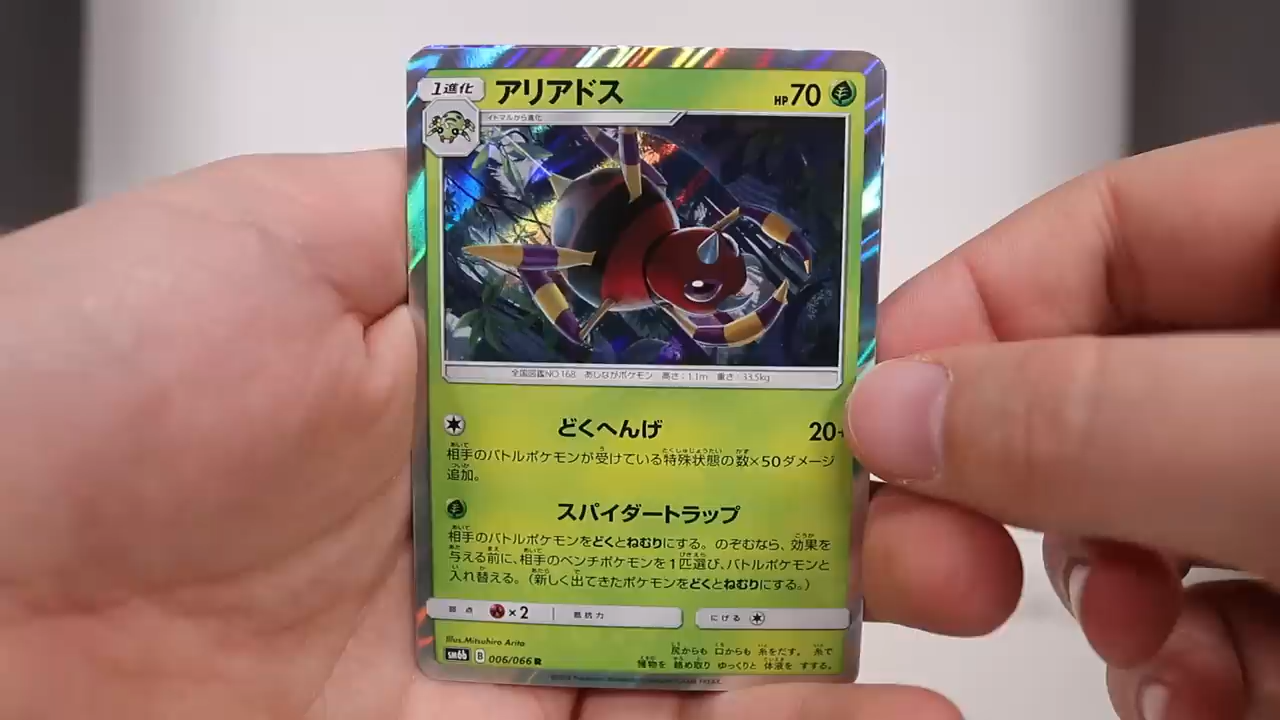 1進化 アリアドス HP70
イトマルから進化
全国図鑑NO.168 あしながポケモン 高さ：1.1m 重さ：33.5kg
どくへんげ 20+
相手のバトルポケモンが受けている特殊状態の数×50ダメージ
追加。
スパイダートラップ
相手のバトルポケモンをどくとねむりにする。のぞむなら、効果を
与える前に、相手のベンチポケモンを1匹選び、バトルポケモンと
入れ替える。（新しく出てきたポケモンをどくとねむりにする。）
弱点 ×2 抵抗力 にげる
Illus.Mitsuhiro Arita
SM6b B 006/066 R
尻からも 口からも 糸をだす。 糸で
獲物を 絡め取り ゆっくりと 体液を すする。